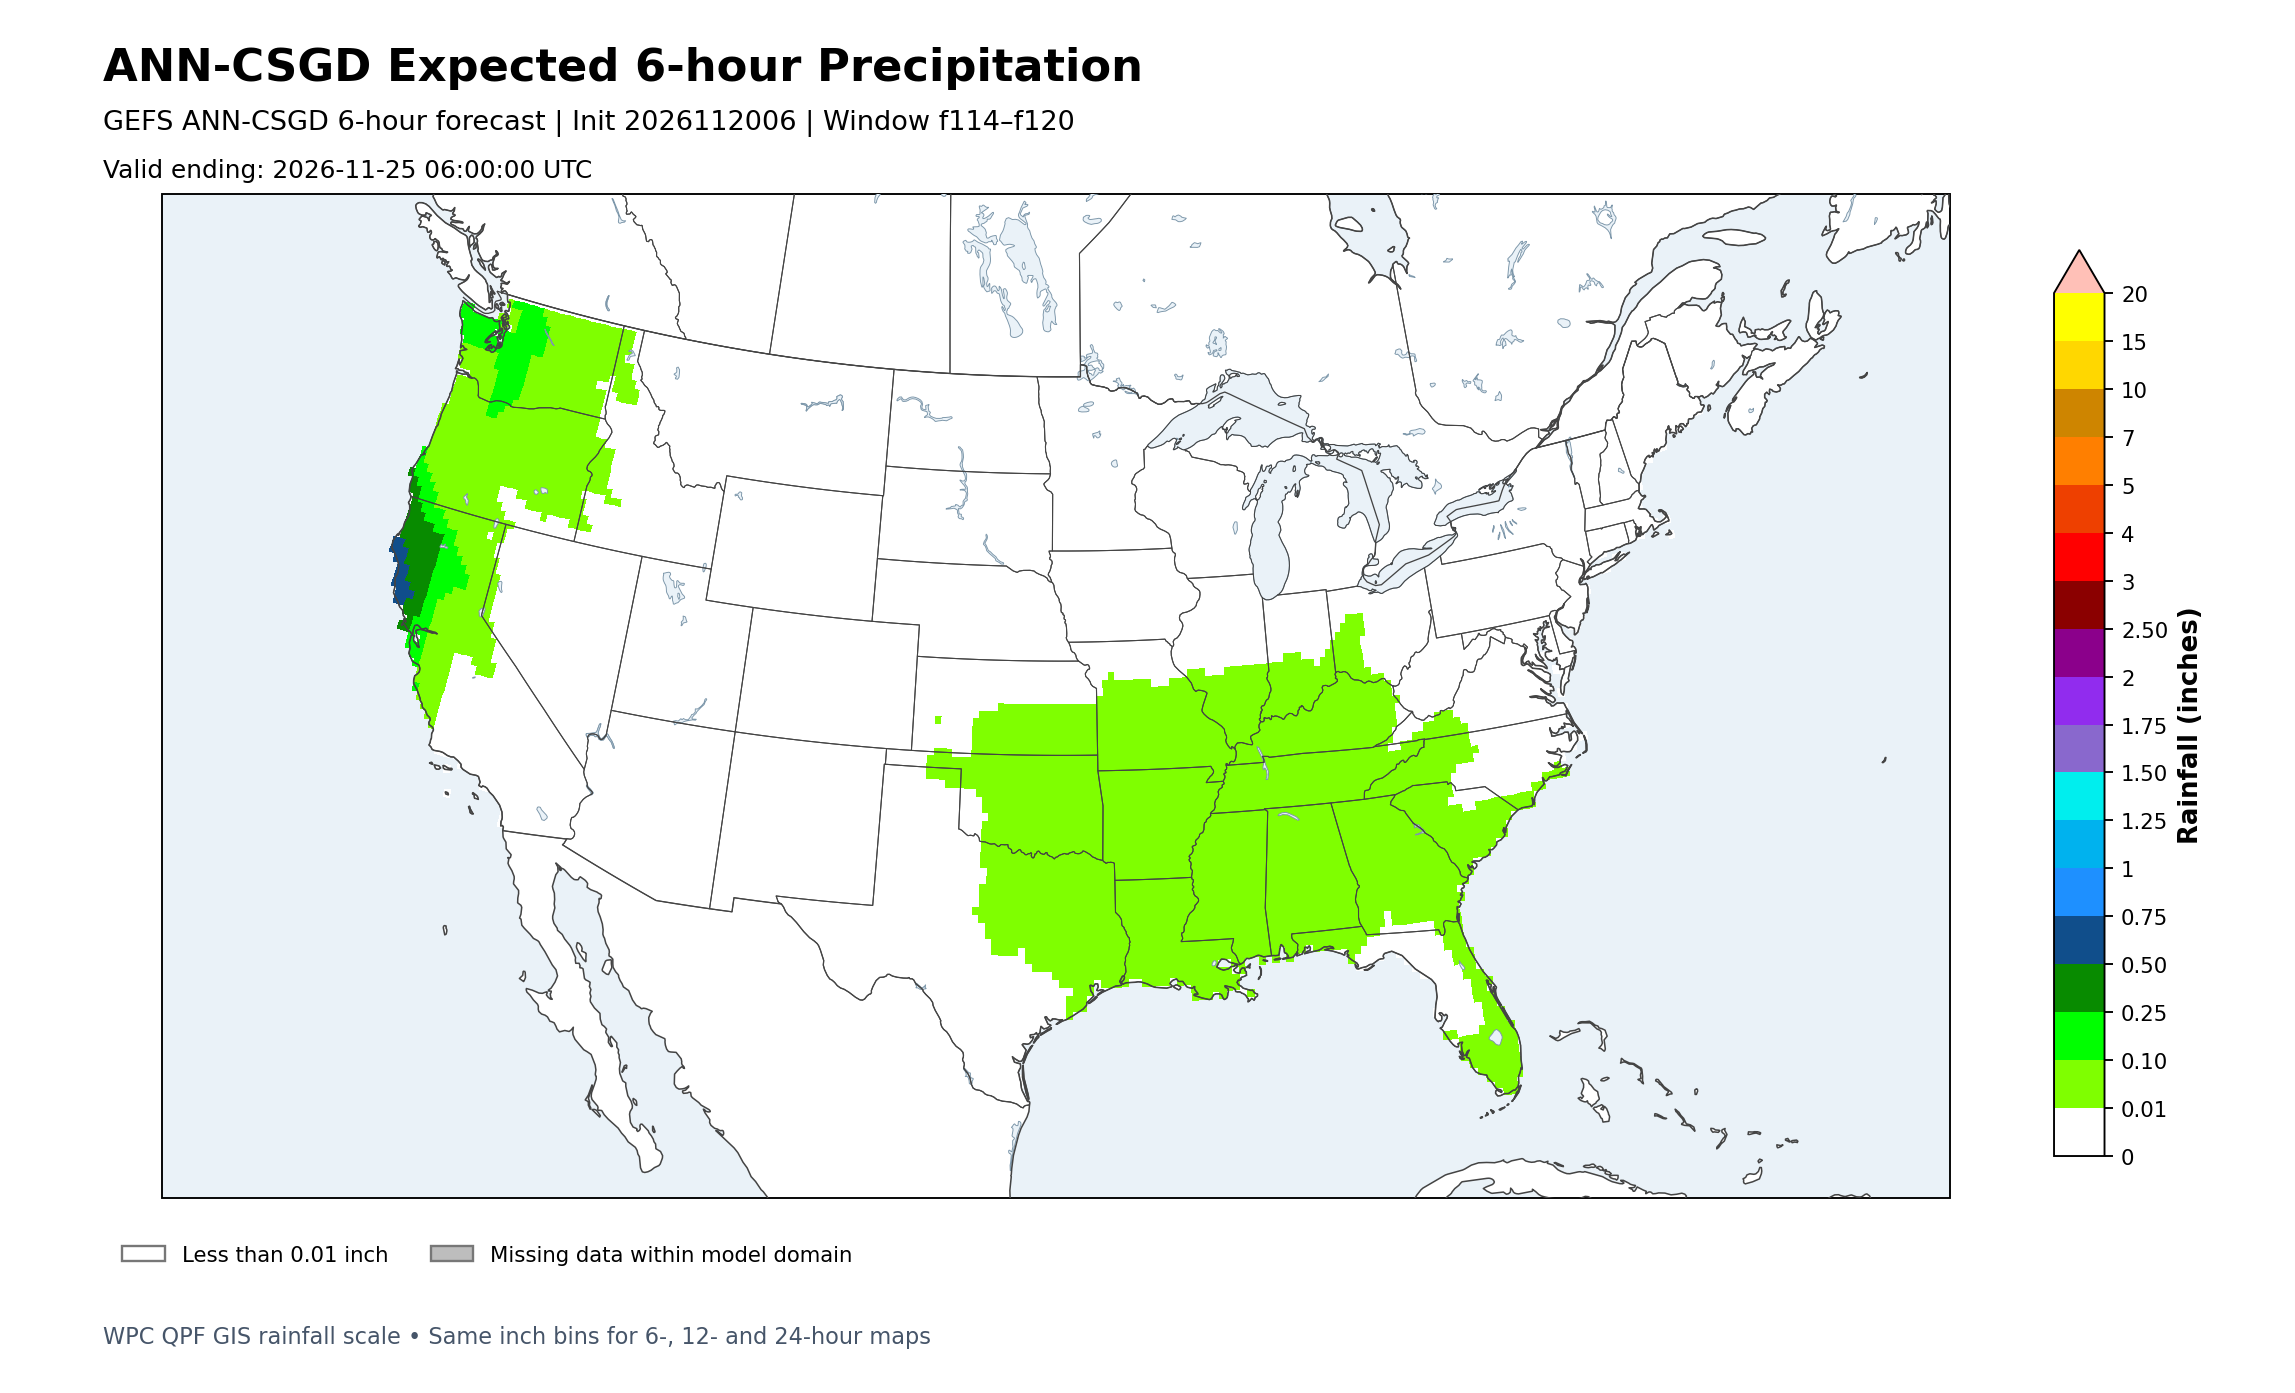 ANN-CSGD Expected 6-hour Precipitation
GEFS ANN-CSGD 6-hour forecast | Init 2026112006 | Window f114–f120
Valid ending: 2026-11-25 06:00:00 UTC
20
15
10
7
5
4
3
2.50
2
1.75
1.50
1.25
1
0.75
0.50
0.25
0.10
0.01
0
Rainfall (inches)
Less than 0.01 inch
Missing data within model domain
WPC QPF GIS rainfall scale • Same inch bins for 6-, 12- and 24-hour maps